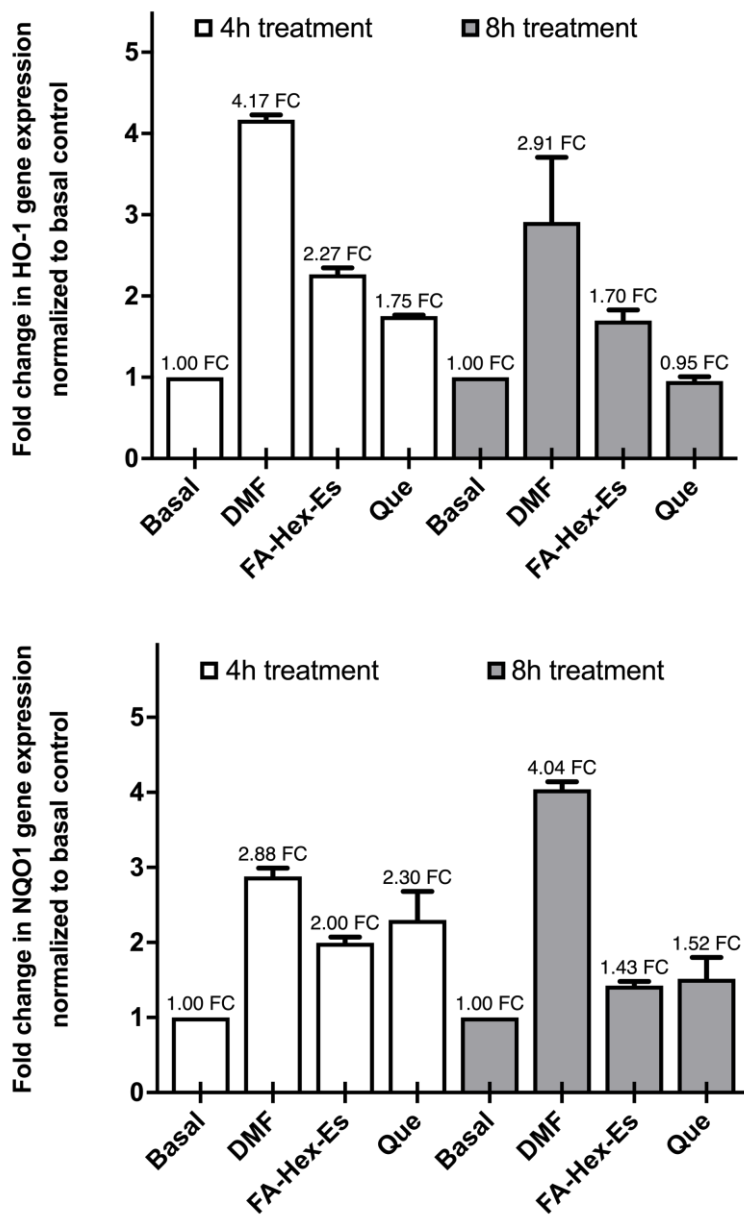 Fold change in HO-1 gene expression
normalized to basal control
4h treatment
8h treatment
5
4
3
2
1
0
1.00 FC
4.17 FC
2.27 FC
1.75 FC
1.00 FC
2.91 FC
1.70 FC
0.95 FC
Basal
DMF
FA-Hex-Es
Que
Basal
DMF
FA-Hex-Es
Que
Fold change in NQO1 gene expression
normalized to basal control
4h treatment
8h treatment
5
4
3
2
1
0
1.00 FC
2.88 FC
2.00 FC
2.30 FC
1.00 FC
4.04 FC
1.43 FC
1.52 FC
Basal
DMF
FA-Hex-Es
Que
Basal
DMF
FA-Hex-Es
Que